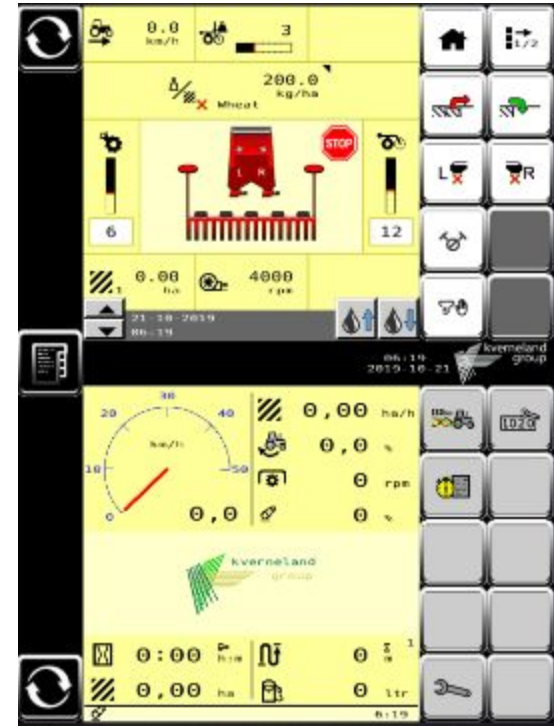 0.0
km/h
3
1/2
200.0
kg/ha
Wheat
STOP
L R
L
R
6
12
1
0.00
ha
4000
rpm
21-10-2019
06:19
06:19
2019-10-21
kverneland
group
30
20
40
km/h
10
50
0
0,0
0,00 ha/h
0,0 %
0 rpm
0 %
1020
kverneland
group
0:00 h:m
0 m
1
0,00 ha
0 ltr
6:19